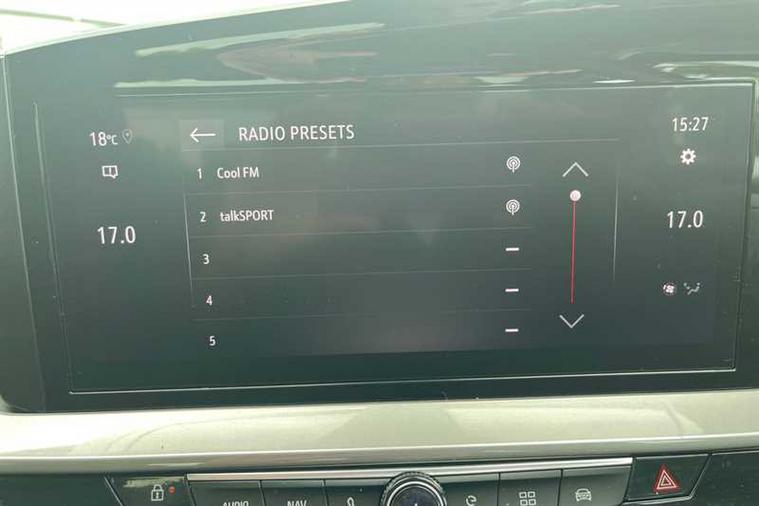 18°C
RADIO PRESETS
15:27
1 Cool FM
2 talkSPORT
17.0
17.0
3
4
5
AUDIO
NAV